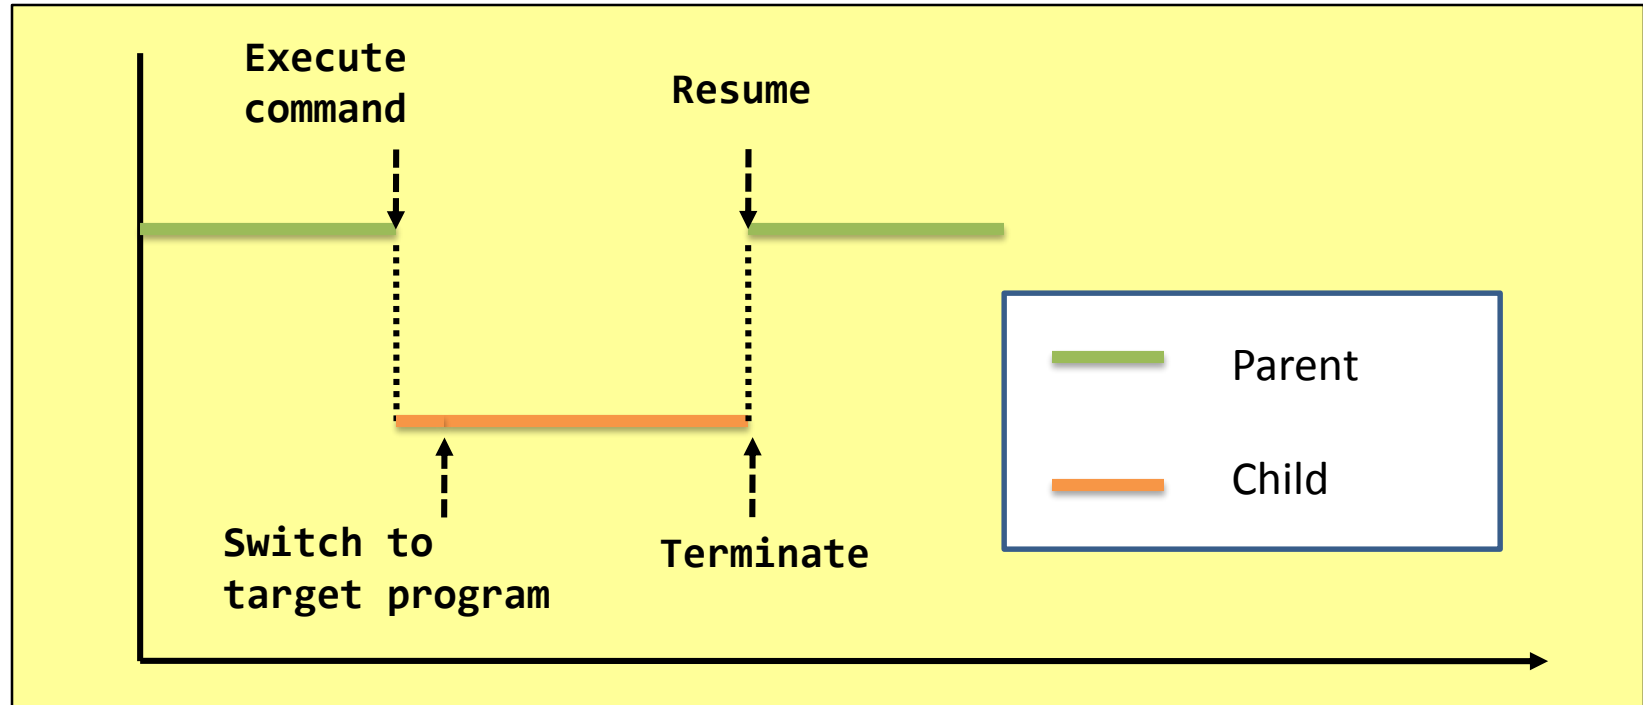 Execute
command
Resume
Parent
Child
Switch to
target program
Terminate